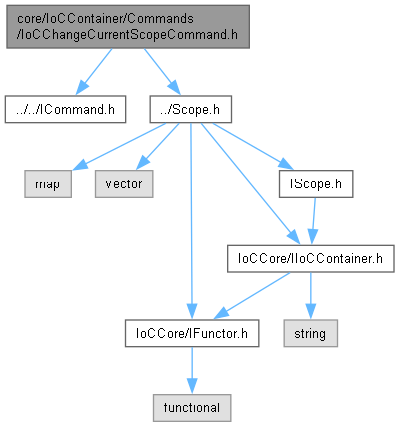 core/IoCContainer/Commands
/IoCChangeCurrentScopeCommand.h
../../ICommand.h
../Scope.h
map
vector
IScope.h
IoCCore/IIoCContainer.h
IoCCore/IFunctor.h
string
functional